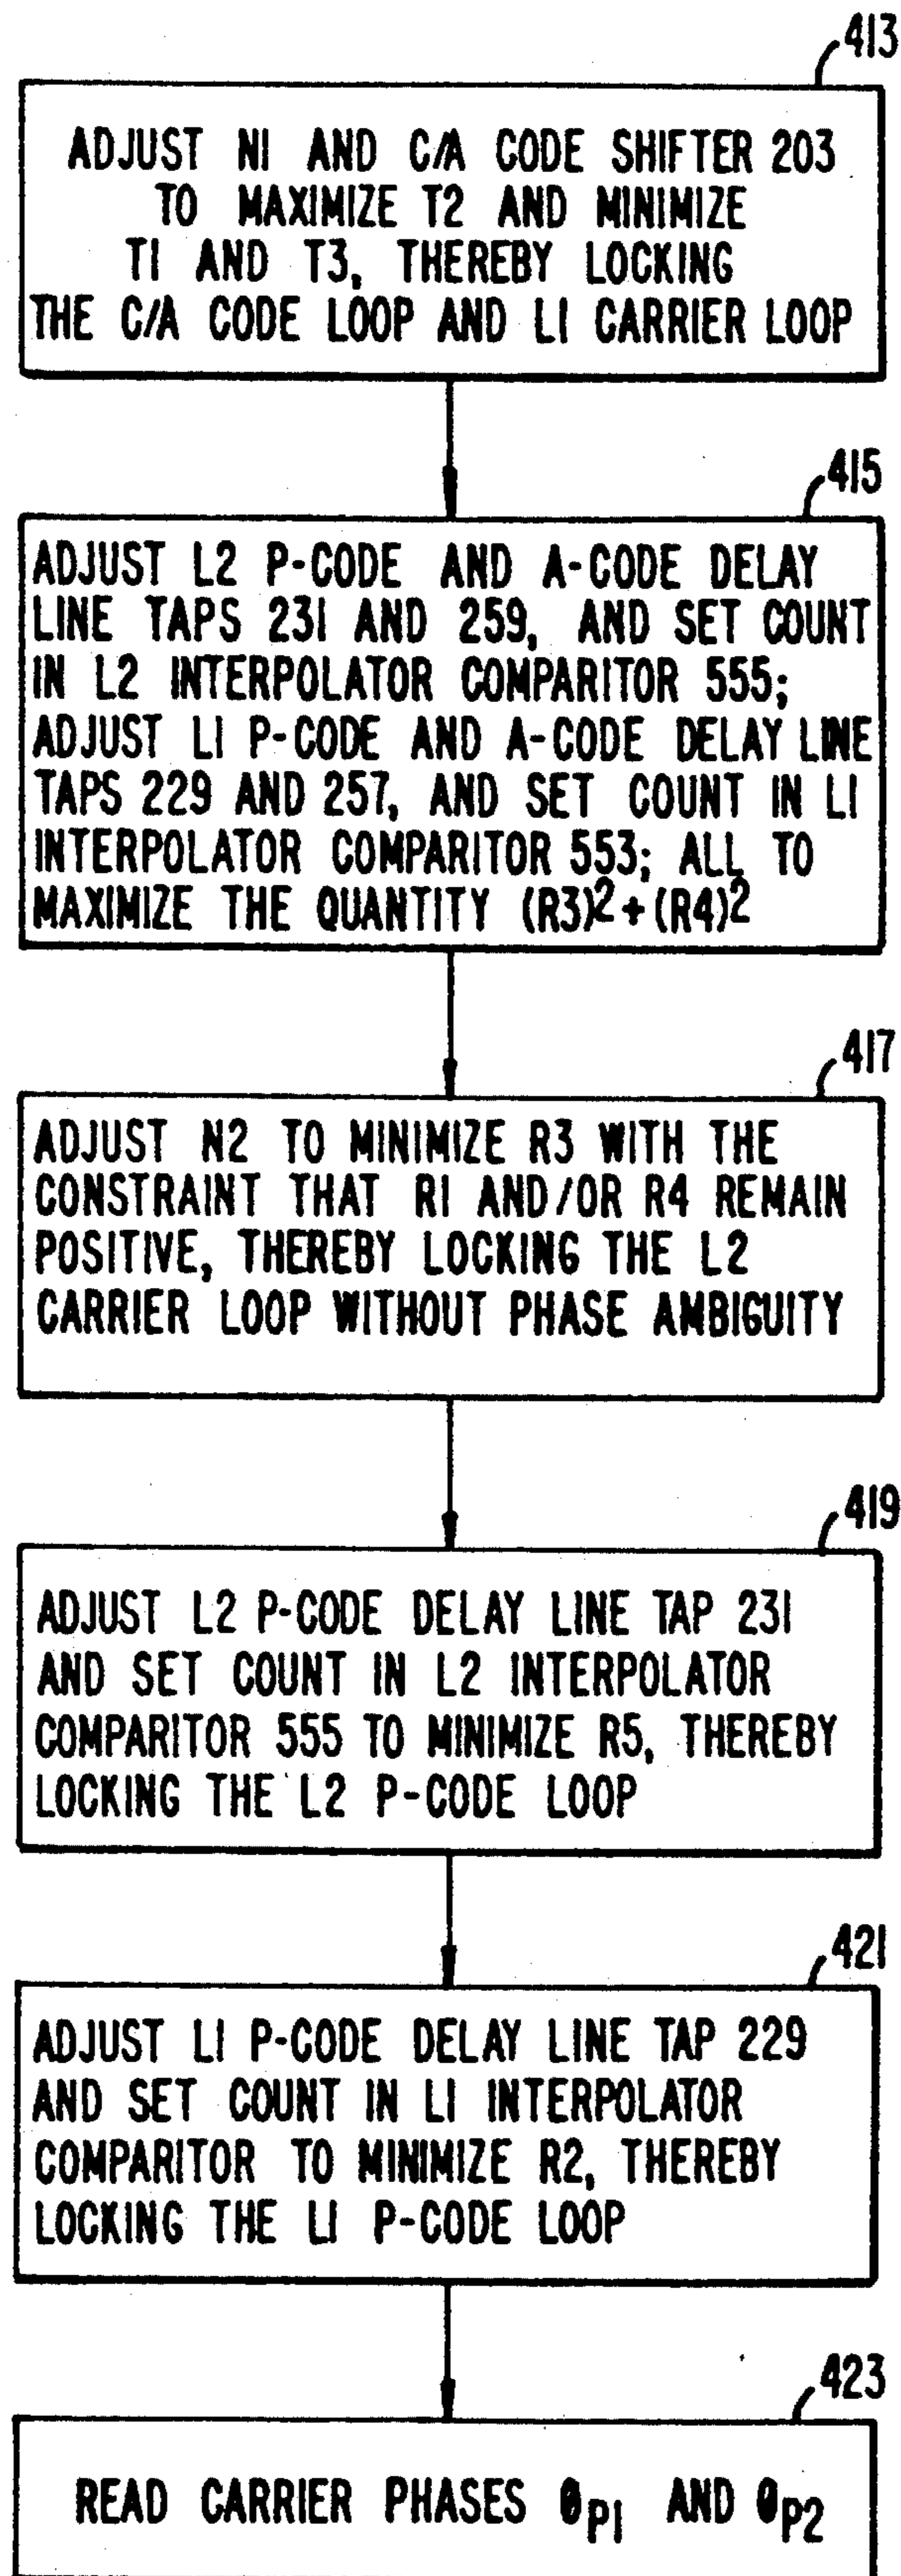 413
ADJUST N1 AND C/A CODE SHIFTER 203
TO MAXIMIZE T2 AND MINIMIZE
T1 AND T3, THEREBY LOCKING
THE C/A CODE LOOP AND L1 CARRIER LOOP
415
ADJUST L2 P-CODE AND A-CODE DELAY
LINE TAPS 231 AND 259, AND SET COUNT
IN L2 INTERPOLATOR COMPARITOR 555;
ADJUST L1 P-CODE AND A-CODE DELAY LINE
TAPS 229 AND 257, AND SET COUNT IN L1
INTERPOLATOR COMPARITOR 553; ALL TO
MAXIMIZE THE QUANTITY (R3)2+(R4)2
417
ADJUST N2 TO MINIMIZE R3 WITH THE
CONSTRAINT THAT R1 AND/OR R4 REMAIN
POSITIVE, THEREBY LOCKING THE L2
CARRIER LOOP WITHOUT PHASE AMBIGUITY
419
ADJUST L2 P-CODE DELAY LINE TAP 231
AND SET COUNT IN L2 INTERPOLATOR
COMPARITOR 555 TO MINIMIZE R5, THEREBY
LOCKING THE L2 P-CODE LOOP
421
ADJUST L1 P-CODE DELAY LINE TAP 229
AND SET COUNT IN L1 INTERPOLATOR
COMPARITOR TO MINIMIZE R2, THEREBY
LOCKING THE L1 P-CODE LOOP
423
READ CARRIER PHASES θP1 AND θP2